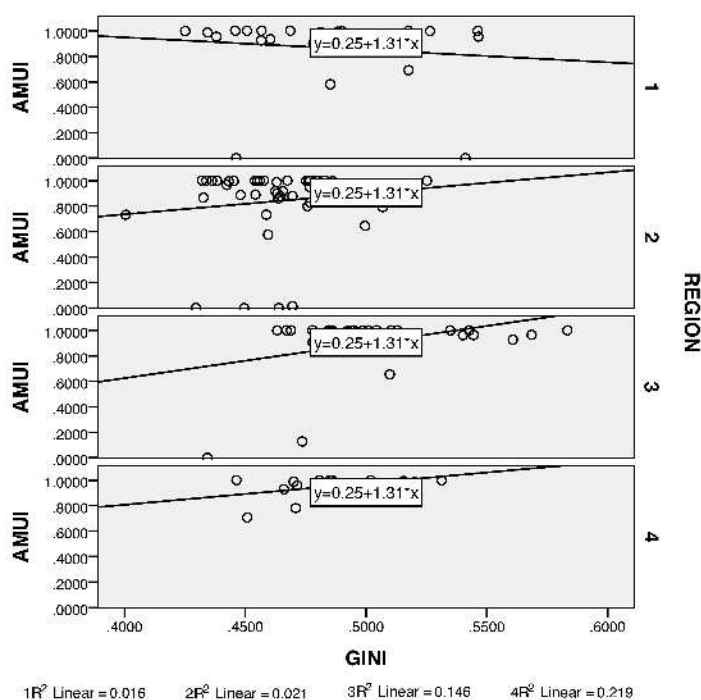 AMUI
1.0000
.8000
.6000
.4000
.2000
.0000
y=0.25+1.31*x
1
AMUI
1.0000
.8000
.6000
.4000
.2000
.0000
y=0.25+1.31*x
2
AMUI
1.0000
.8000
.6000
.4000
.2000
.0000
y=0.25+1.31*x
3
AMUI
1.0000
.8000
.6000
.4000
.2000
.0000
y=0.25+1.31*x
4
REGION
.4000 .4500 .5000 .5500 .6000
GINI
1R² Linear = 0.016 2R² Linear = 0.021 3R² Linear = 0.146 4R² Linear = 0.219